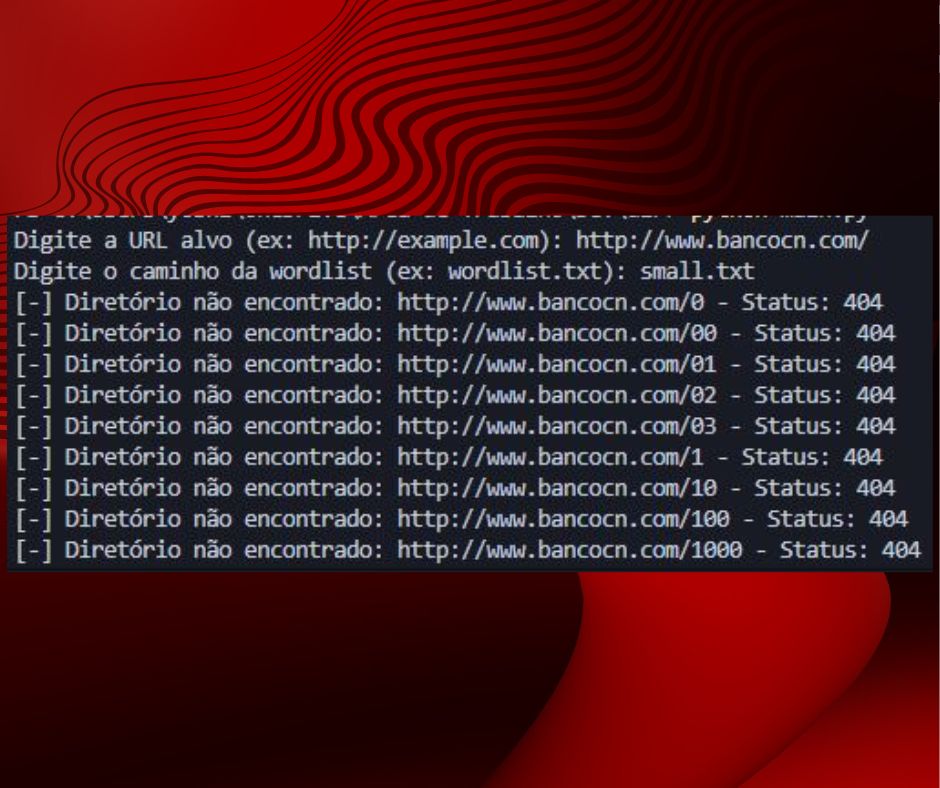 python main.py
Digite a URL alvo (ex: http://example.com): http://www.bancocn.com/
Digite o caminho da wordlist (ex: wordlist.txt): small.txt
[-] Diretório não encontrado: http://www.bancocn.com/0 - Status: 404
[-] Diretório não encontrado: http://www.bancocn.com/00 - Status: 404
[-] Diretório não encontrado: http://www.bancocn.com/01 - Status: 404
[-] Diretório não encontrado: http://www.bancocn.com/02 - Status: 404
[-] Diretório não encontrado: http://www.bancocn.com/03 - Status: 404
[-] Diretório não encontrado: http://www.bancocn.com/1 - Status: 404
[-] Diretório não encontrado: http://www.bancocn.com/10 - Status: 404
[-] Diretório não encontrado: http://www.bancocn.com/100 - Status: 404
[-] Diretório não encontrado: http://www.bancocn.com/1000 - Status: 404